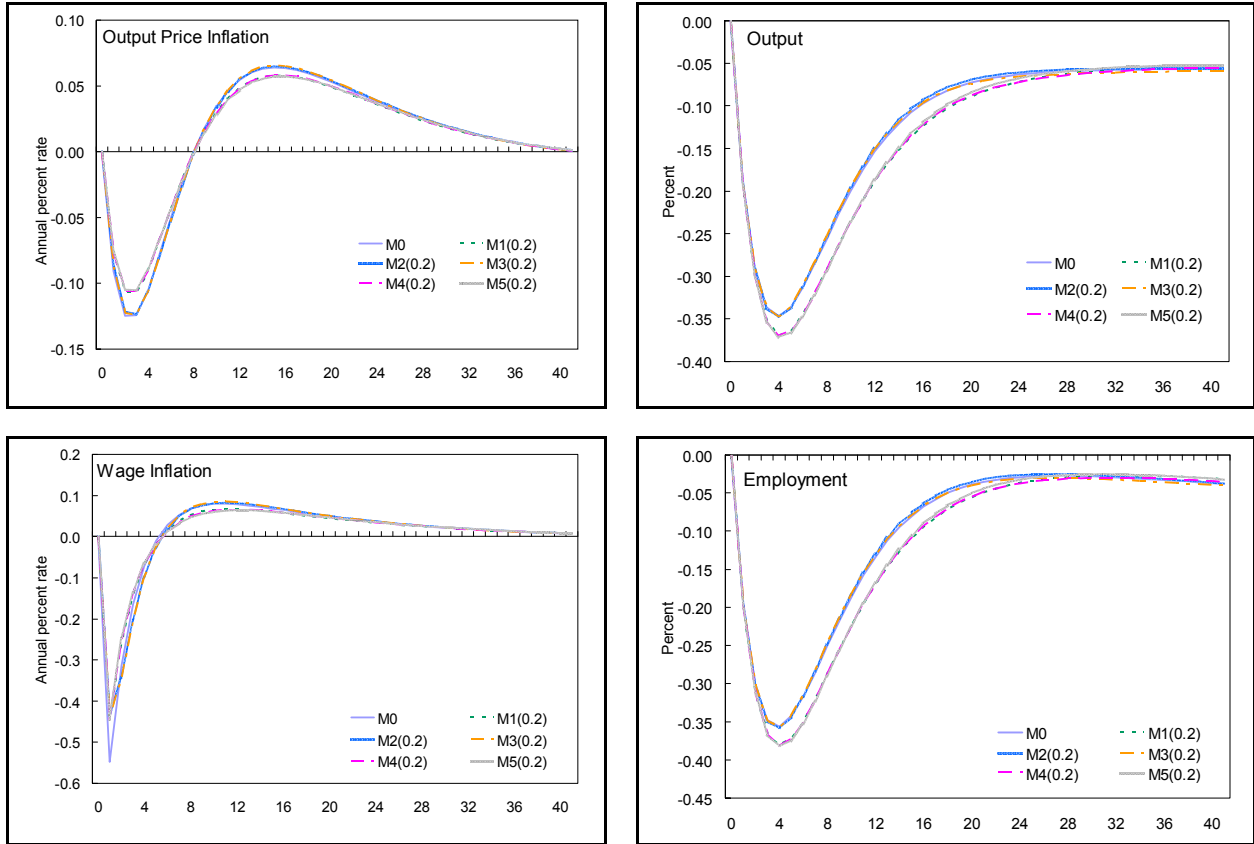 Output Price Inflation
Annual percent rate
0.10
0.05
0.00
-0.05
-0.10
-0.15
0 4 8 12 16 20 24 28 32 36 40
M0 M1(0.2)
M2(0.2) M3(0.2)
M4(0.2) M5(0.2)
Output
Percent
0.00
-0.05
-0.10
-0.15
-0.20
-0.25
-0.30
-0.35
-0.40
0 4 8 12 16 20 24 28 32 36 40
M0 M1(0.2)
M2(0.2) M3(0.2)
M4(0.2) M5(0.2)
Wage Inflation
Annual percent rate
0.2
0.1
0.0
-0.1
-0.2
-0.3
-0.4
-0.5
-0.6
0 4 8 12 16 20 24 28 32 36 40
M0 M1(0.2)
M2(0.2) M3(0.2)
M4(0.2) M5(0.2)
Employment
Percent
0.00
-0.05
-0.10
-0.15
-0.20
-0.25
-0.30
-0.35
-0.40
-0.45
0 4 8 12 16 20 24 28 32 36 40
M0 M1(0.2)
M2(0.2) M3(0.2)
M4(0.2) M5(0.2)